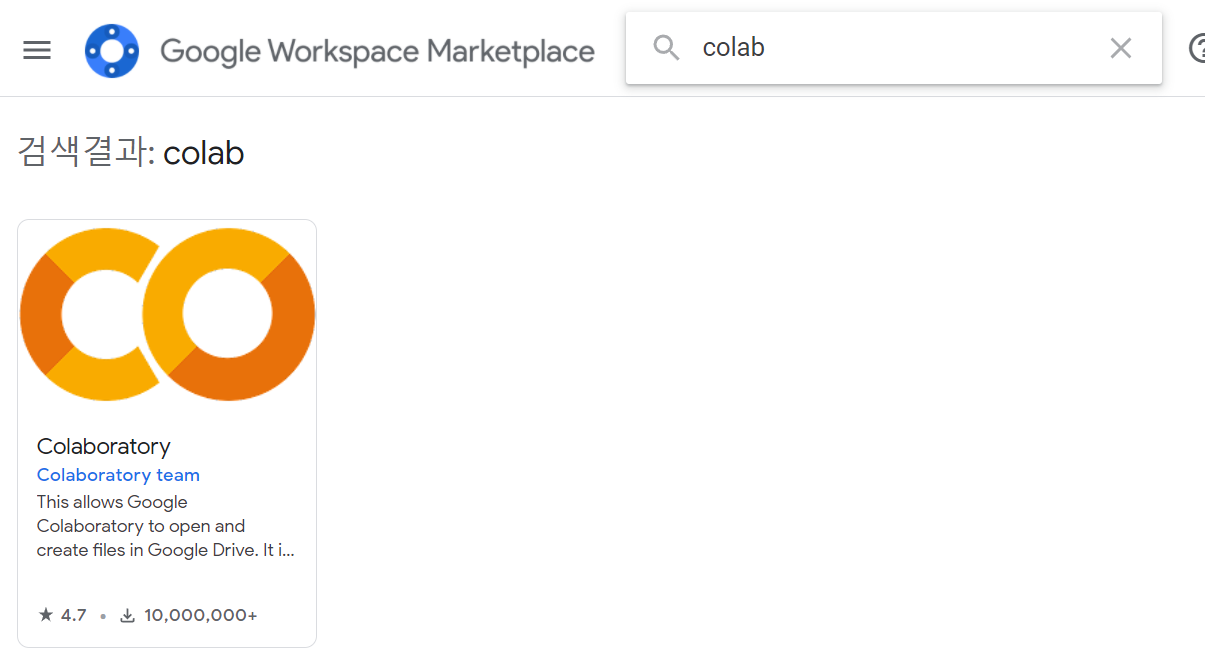 Google Workspace Marketplace
colab
검색결과: colab
Colaboratory
Colaboratory team
This allows Google
Colaboratory to open and
create files in Google Drive. It i...
★ 4.7 • 10,000,000+